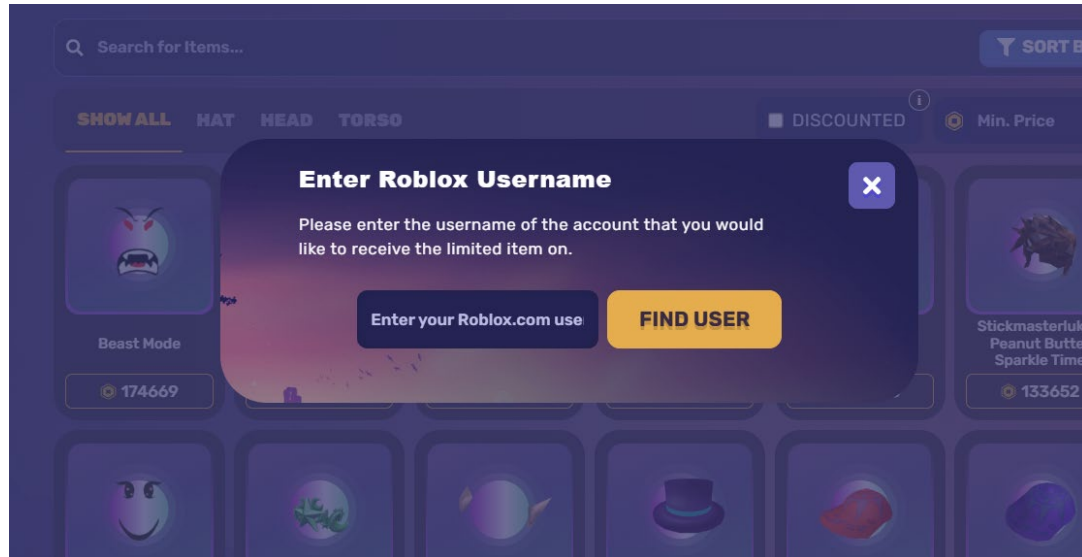 Search for Items...
SORT B
SHOW ALL HAT HEAD TORSO
DISCOUNTED
i
Min. Price
Enter Roblox Username
Please enter the username of the account that you would
like to receive the limited item on.
Enter your Roblox.com use
FIND USER
Beast Mode
174669
Stickmasterluk
Peanut Butte
Sparkle Time
133652